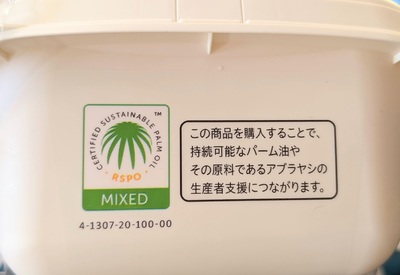 CERTIFIED SUSTAINABLE PALM OIL ™
RSPO
MIXED
4-1307-20-100-00
この商品を購入することで、
持続可能なパーム油や
その原料であるアブラヤシの
生産者支援につながります。